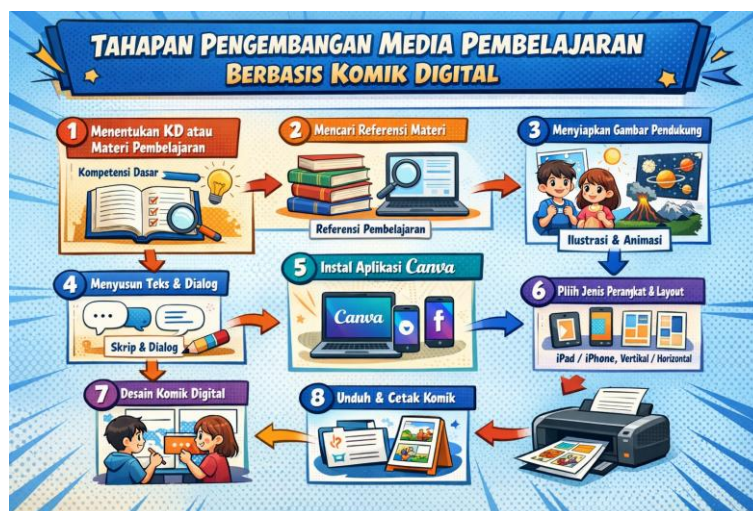 TAHAPAN PENGEMBANGAN MEDIA PEMBELAJARAN
BERBASIS KOMIK DIGITAL
1 Menentukan KD atau
Materi Pembelajaran
Kompetensi Dasar
2 Mencari Referensi Materi
Referensi Pembelajaran
3 Menyiapkan Gambar Pendukung
Ilustrasi & Animasi
4 Menyusun Teks & Dialog
Skrip & Dialog
5 Instal Aplikasi Canva
Canva
f
6 Pilih Jenis Perangkat & Layout
iPad / iPhone, Vertikal / Horizontal
7 Desain Komik Digital
8 Unduh & Cetak Komik